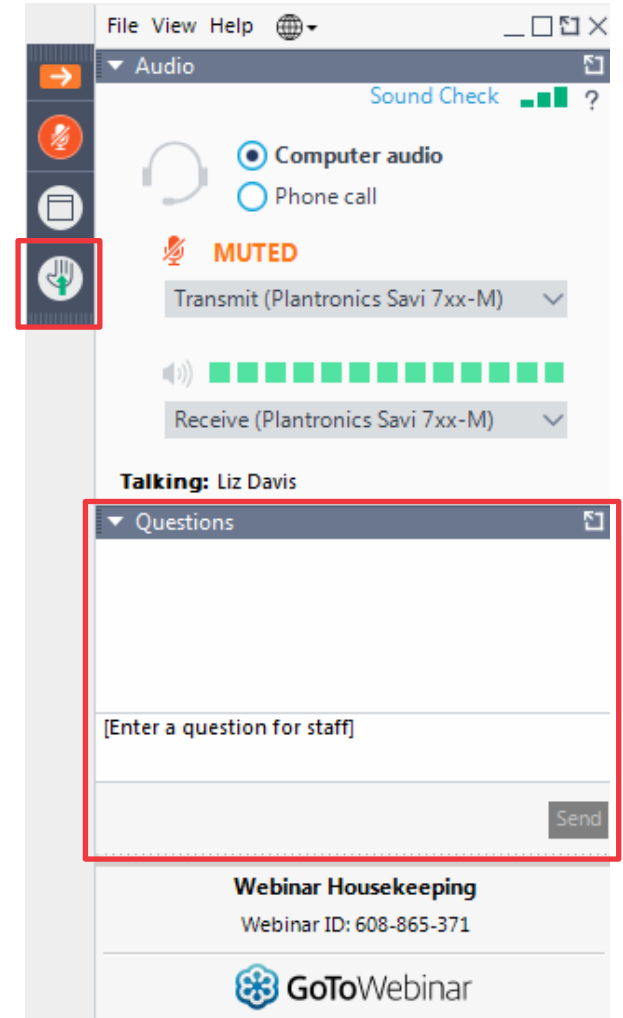 File View Help
Audio
Sound Check ?
Computer audio
Phone call
MUTED
Transmit (Plantronics Savi 7xx-M)
Receive (Plantronics Savi 7xx-M)
Talking: Liz Davis
Questions
[Enter a question for staff]
Send
Webinar Housekeeping
Webinar ID: 608-865-371
GoToWebinar